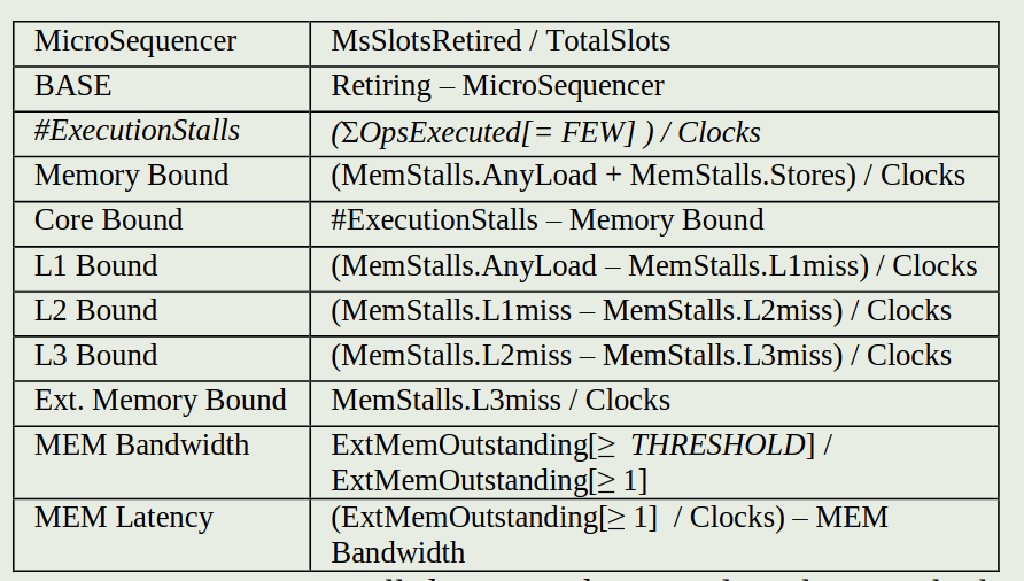 MicroSequencer MsSlotsRetired / TotalSlots
BASE Retiring – MicroSequencer
#ExecutionStalls (ΣOpsExecuted[= FEW] ) / Clocks
Memory Bound (MemStalls.AnyLoad + MemStalls.Stores) / Clocks
Core Bound #ExecutionStalls – Memory Bound
L1 Bound (MemStalls.AnyLoad – MemStalls.L1miss) / Clocks
L2 Bound (MemStalls.L1miss – MemStalls.L2miss) / Clocks
L3 Bound (MemStalls.L2miss – MemStalls.L3miss) / Clocks
Ext. Memory Bound MemStalls.L3miss / Clocks
MEM Bandwidth ExtMemOutstanding[≥ THRESHOLD] /
ExtMemOutstanding[≥ 1]
MEM Latency (ExtMemOutstanding[≥ 1] / Clocks) – MEM
Bandwidth